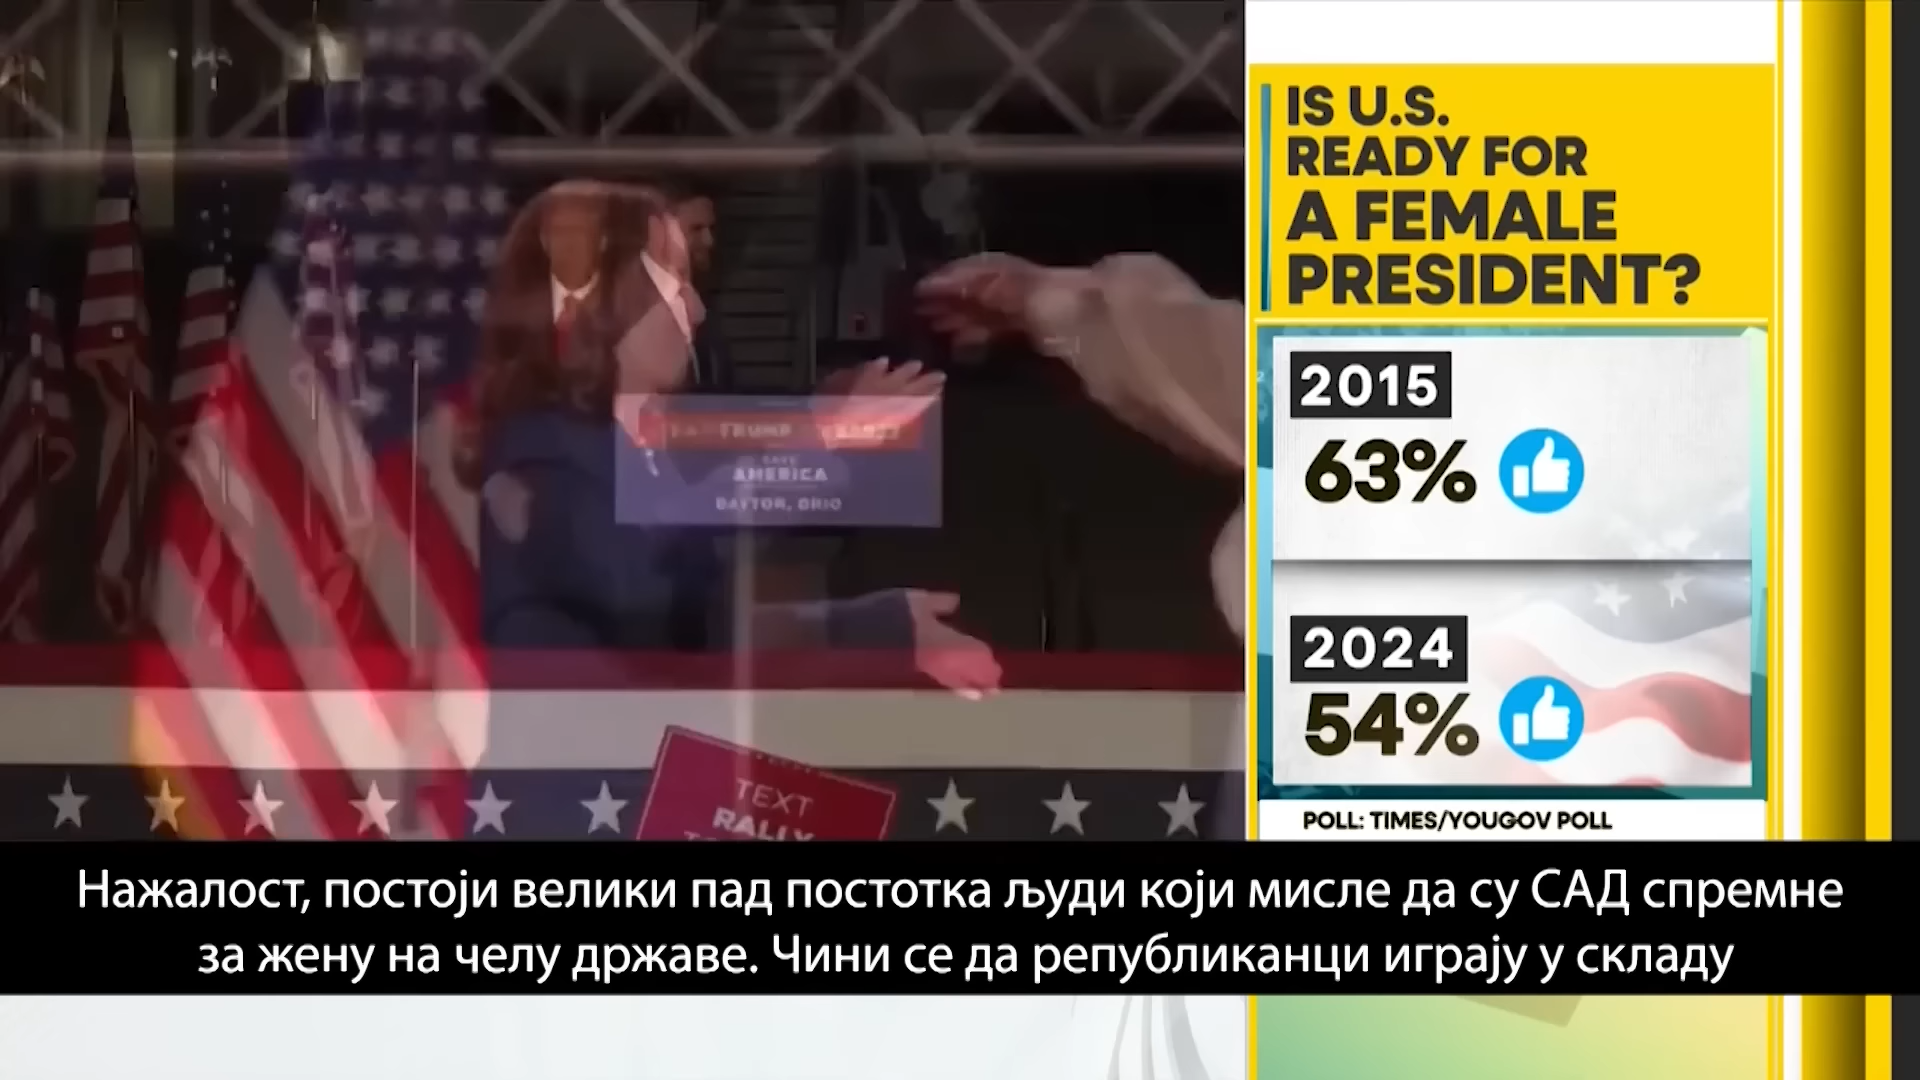 IS U.S.
READY FOR
A FEMALE
PRESIDENT?
2015
63%
2024
54%
POLL: TIMES/YOUGOV POLL
TRUMP
SAVE
AMERICA
DAYTON, OHIO
TEXT
RALLY
Нажалост, постоји велики пад постотка људи који мисле да су САД спремне
за жену на челу државе. Чини се да републиканци играју у складу